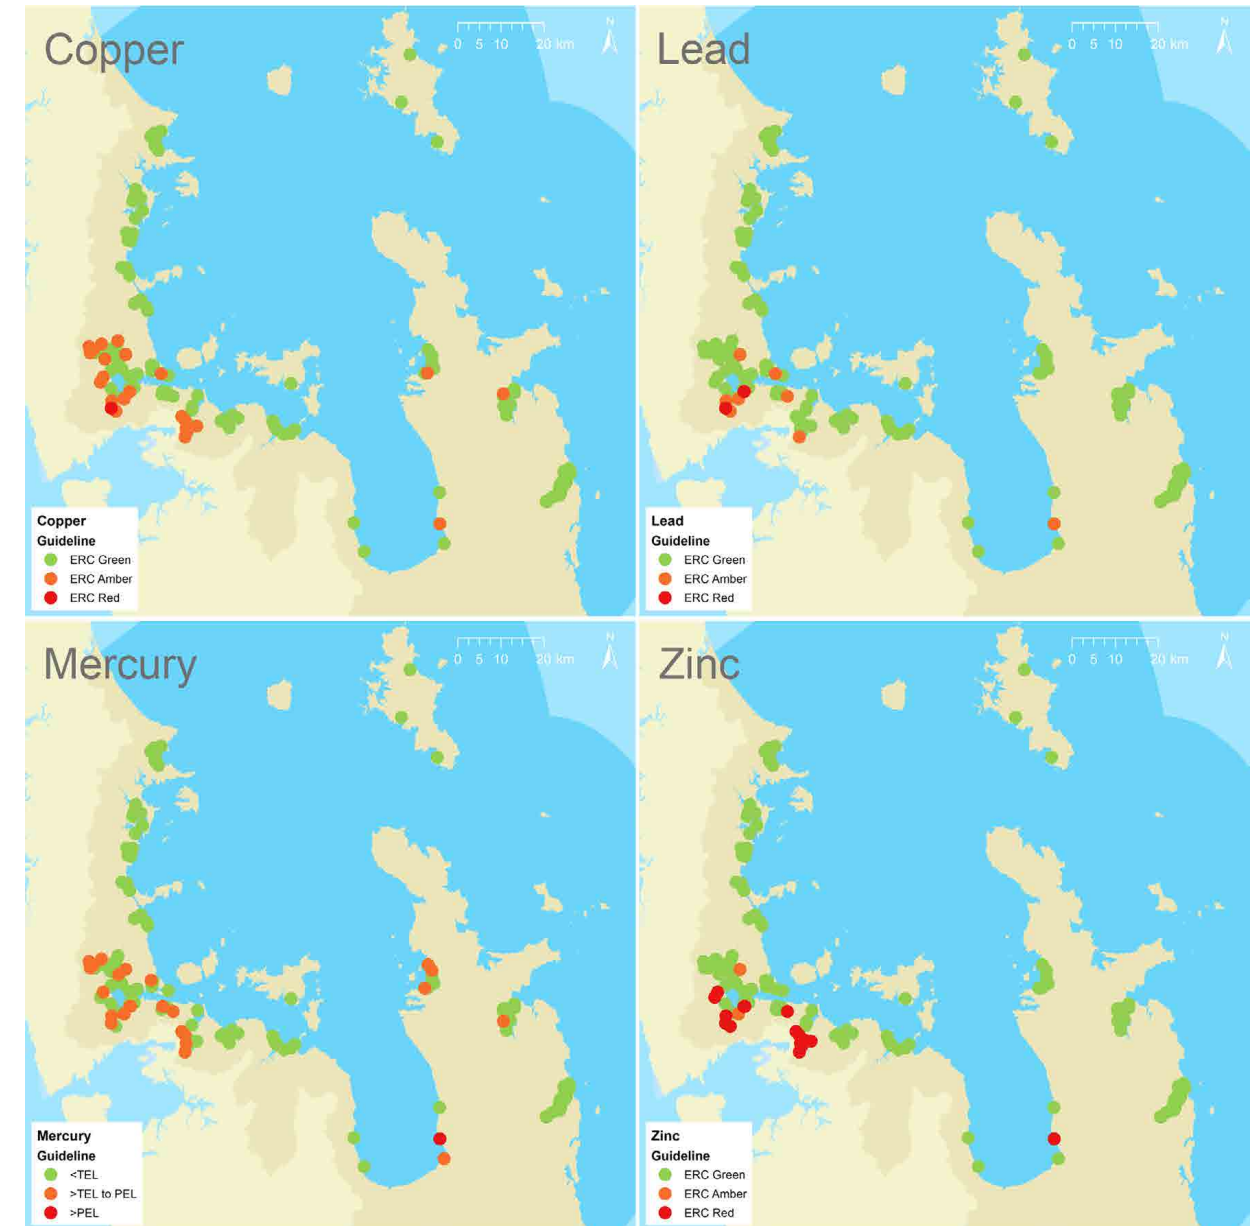 Copper
N
0 5 10 20 km
Copper
Guideline
ERC Green
ERC Amber
ERC Red
Lead
N
0 5 10 20 km
Lead
Guideline
ERC Green
ERC Amber
ERC Red
Mercury
N
0 5 10 20 km
Mercury
Guideline
<TEL
>TEL to PEL
>PEL
Zinc
N
0 5 10 20 km
Zinc
Guideline
ERC Green
ERC Amber
ERC Red